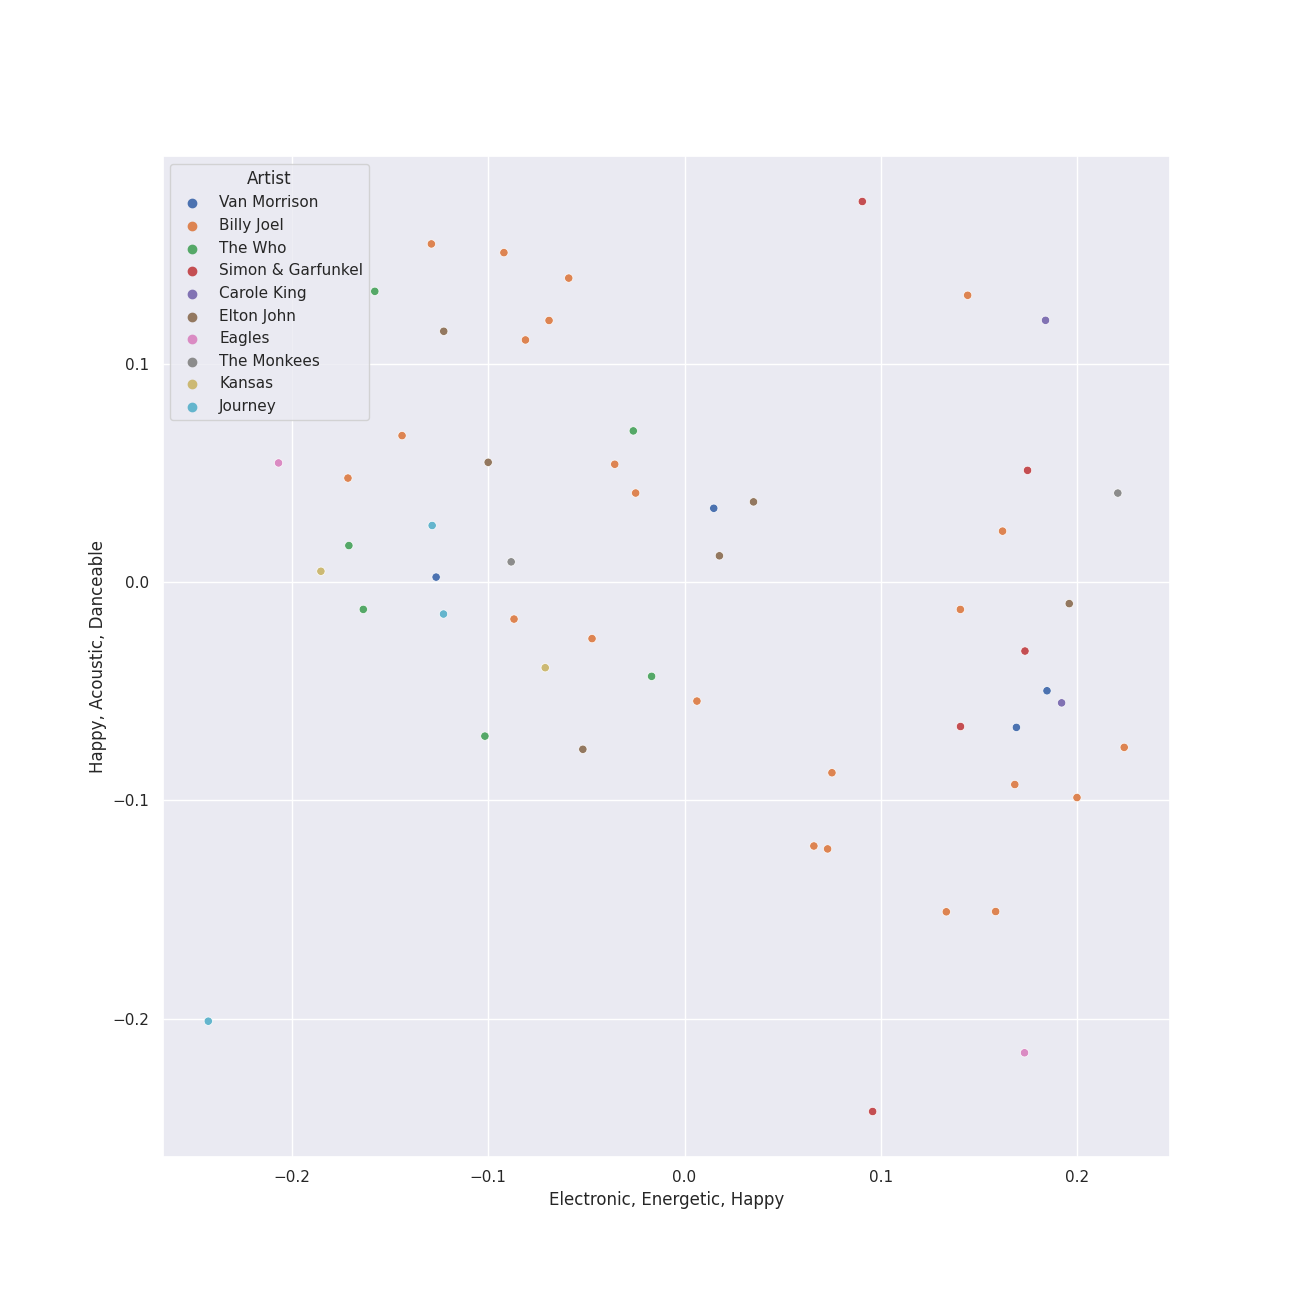 Artist
Van Morrison
Billy Joel
The Who
Simon & Garfunkel
Carole King
Elton John
Eagles
The Monkees
Kansas
Journey
0.1
0.0
−0.1
−0.2
Happy, Acoustic, Danceable
−0.2 −0.1 0.0 0.1 0.2
Electronic, Energetic, Happy